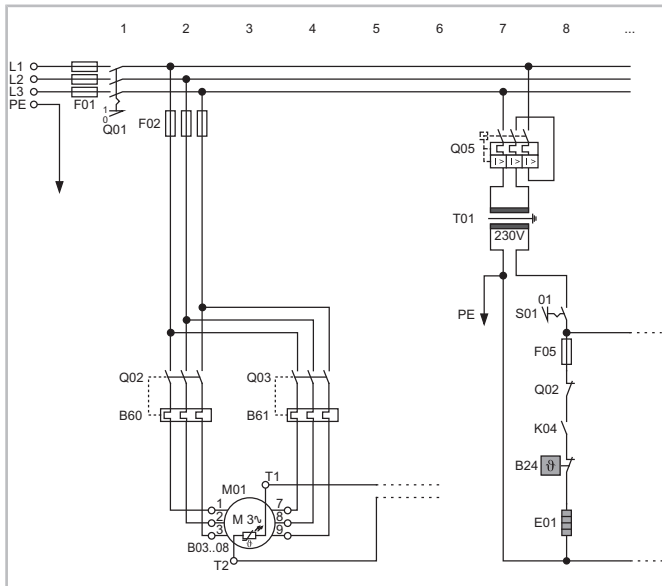 1 2 3 4 5 6 7 8 ...
L1
L2
L3
PE
F01
1
0
Q01
F02
Q05
I > I > I >
T01
230V
PE
01
S01
F05
Q02
Q03
Q02
B60
B61
K04
B24
ϑ
T1
M01
1
2
3
M 3∿
ϑ
7
8
9
B03..08
T2
E01